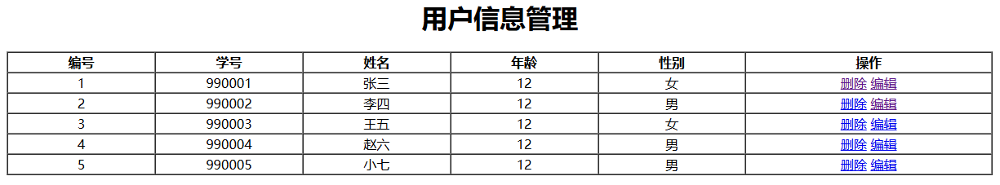 用户信息管理
编号 学号 姓名 年龄 性别 操作
1 990001 张三 12 女 删除 编辑
2 990002 李四 12 男 删除 编辑
3 990003 王五 12 女 删除 编辑
4 990004 赵六 12 男 删除 编辑
5 990005 小七 12 男 删除 编辑